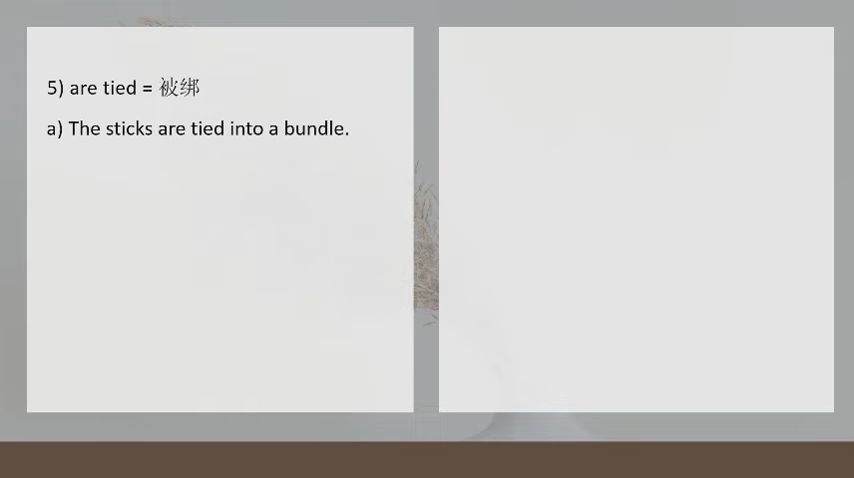 5) are tied = 被绑
a) The sticks are tied into a bundle.